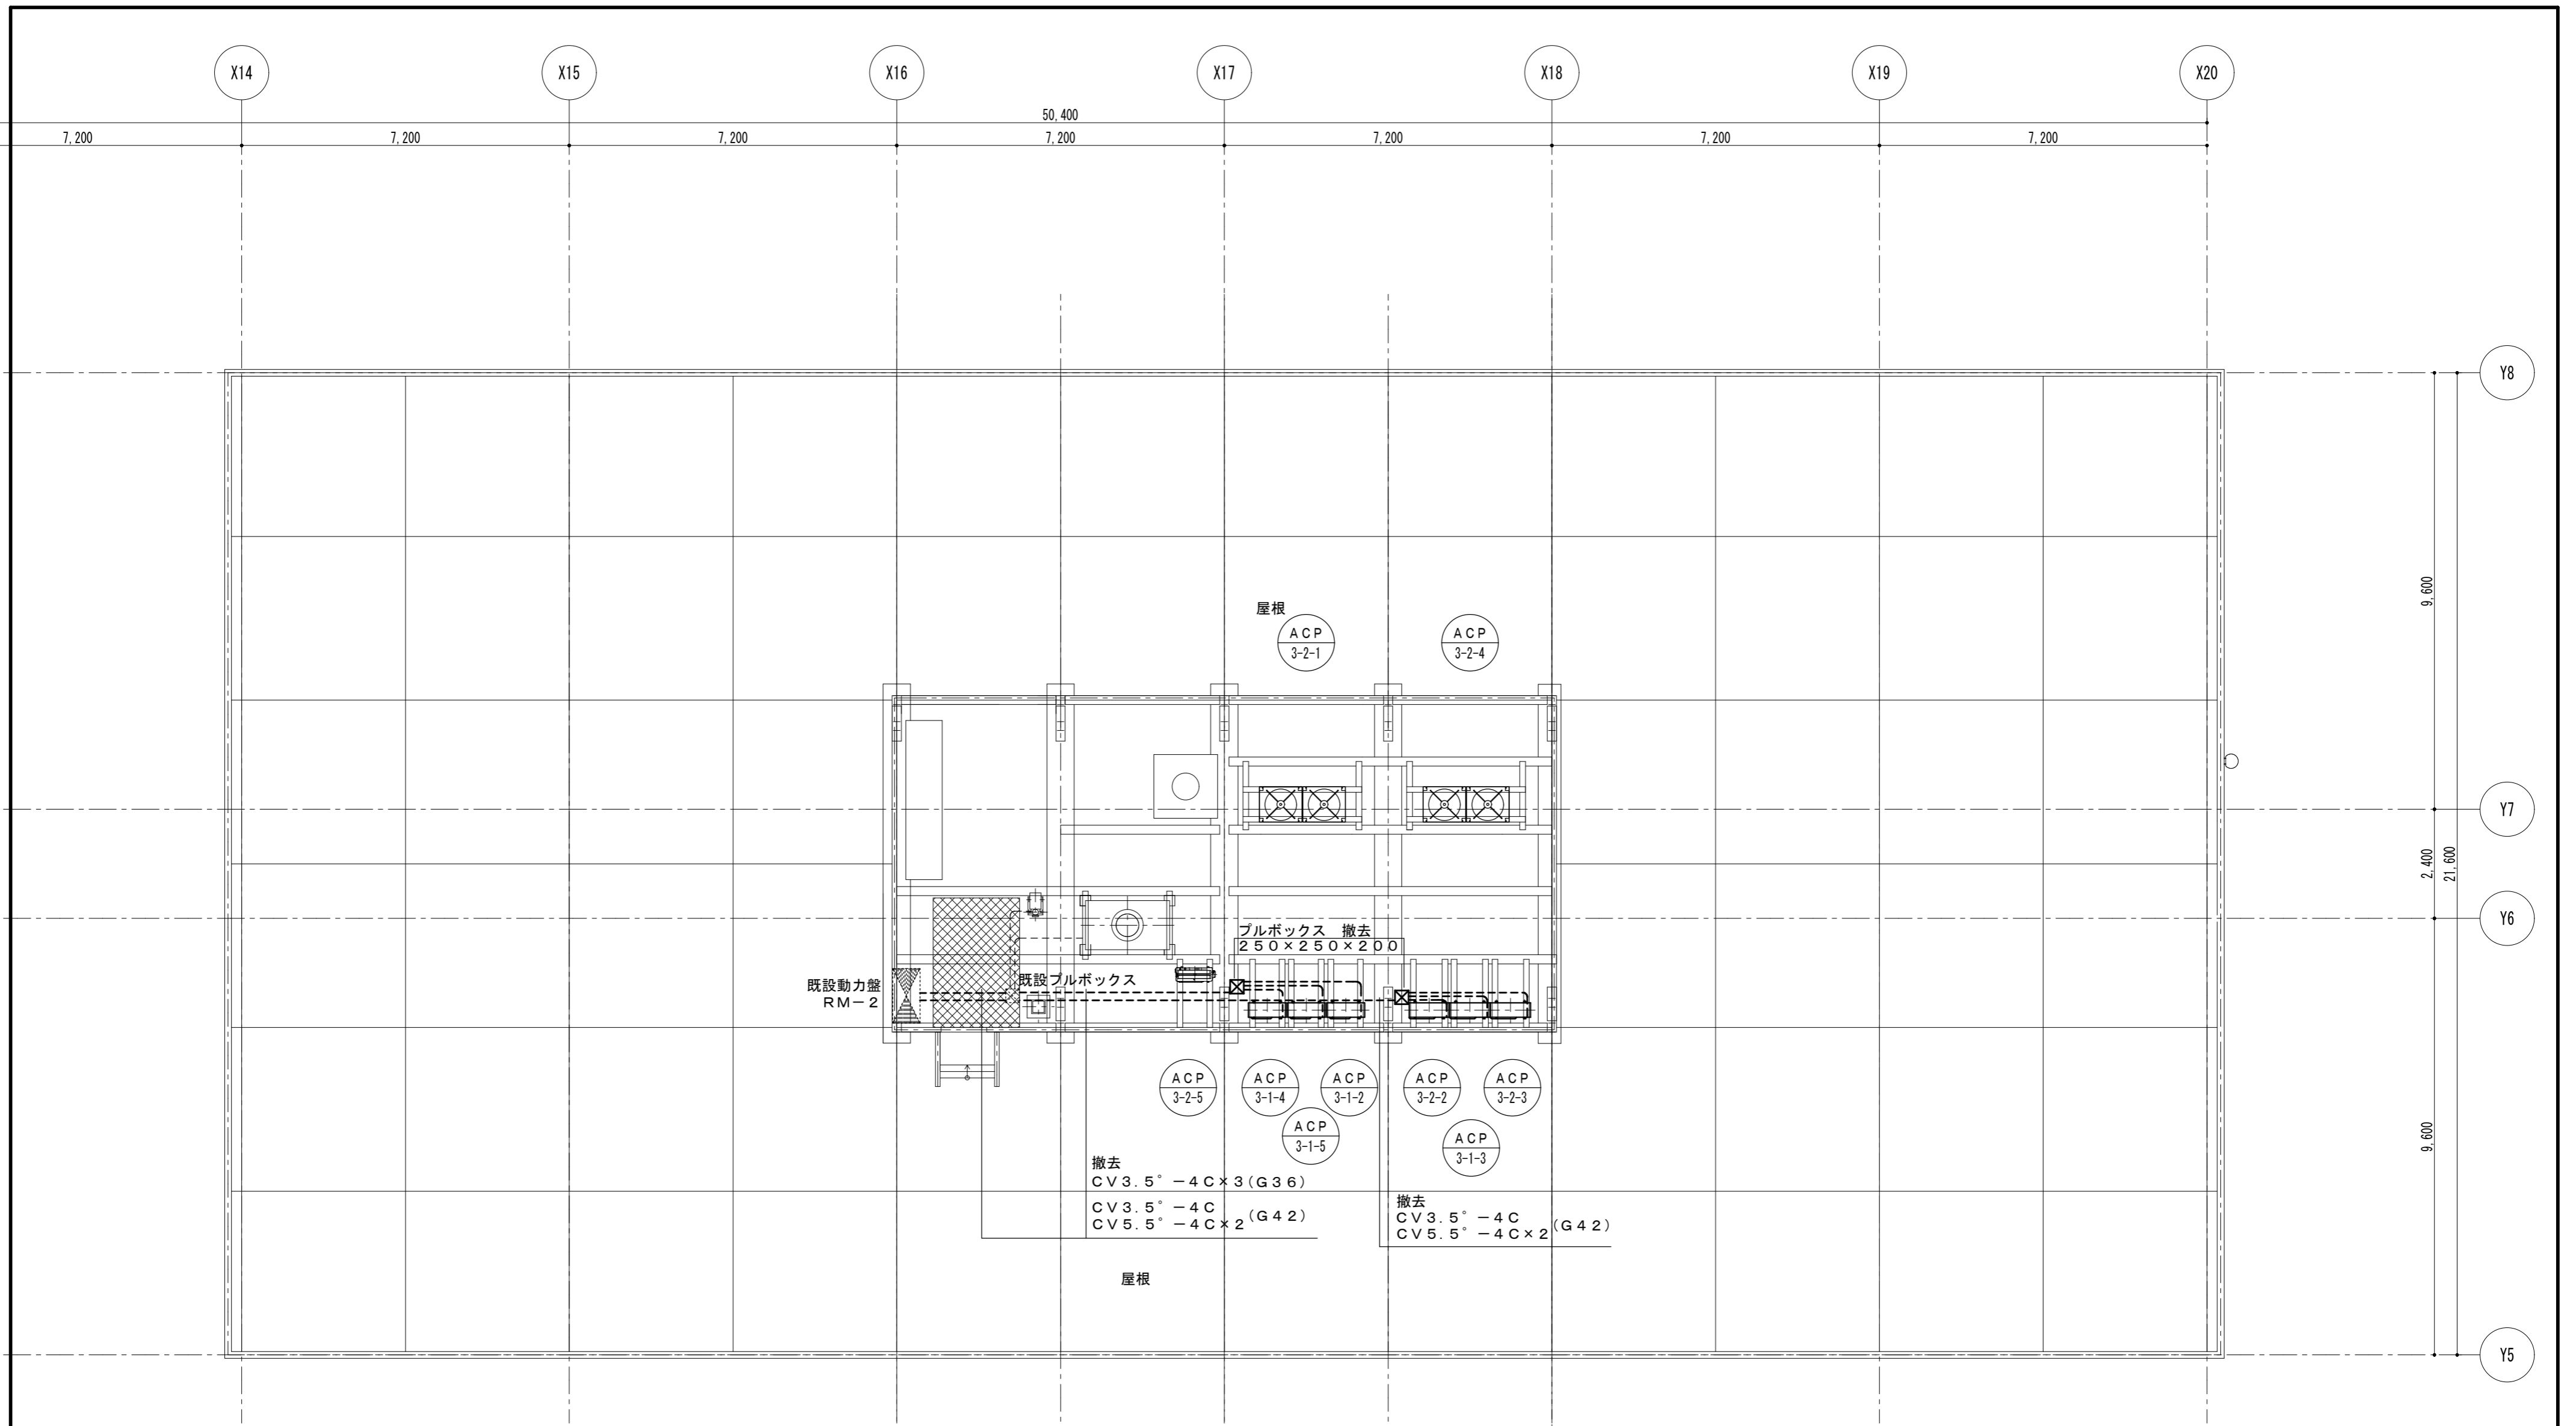 X14
X15
X16
X17
X18
X19
X20
50,400
7,200
7,200
7,200
7,200
7,200
7,200
7,200
Y8
9,600
屋根
ACP
3-2-1
ACP
3-2-4
Y7
2,400
21,600
Y6
プルボックス 撤去
250×250×200
既設動力盤
RM－2
既設プルボックス
ACP
3-2-5
ACP
3-1-4
ACP
3-1-2
ACP
3-2-2
ACP
3-2-3
ACP
3-1-5
ACP
3-1-3
9,600
撤去
CV3.5°－4C×3(G36)
CV3.5°－4C
CV5.5°－4C×2(G42)
撤去
CV3.5°－4C
CV5.5°－4C×2(G42)
屋根
Y5